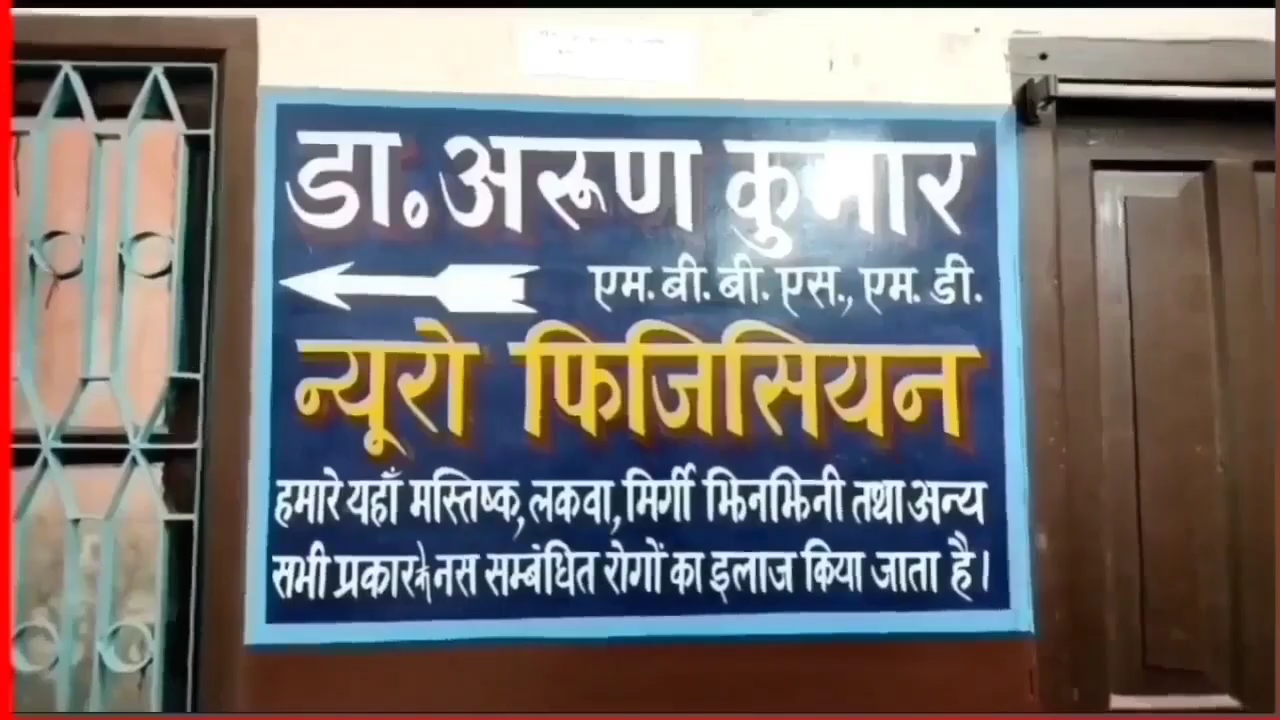 डा. अरूण कुमार
एम. बी. बी. एस., एम. डी.
न्यूरो फिजिसियन
हमारे यहाँ मस्तिष्क, लकवा, मिर्गी झिनझिनी तथा अन्य
सभी प्रकार के नस सम्बंधित रोगों का इलाज किया जाता है।